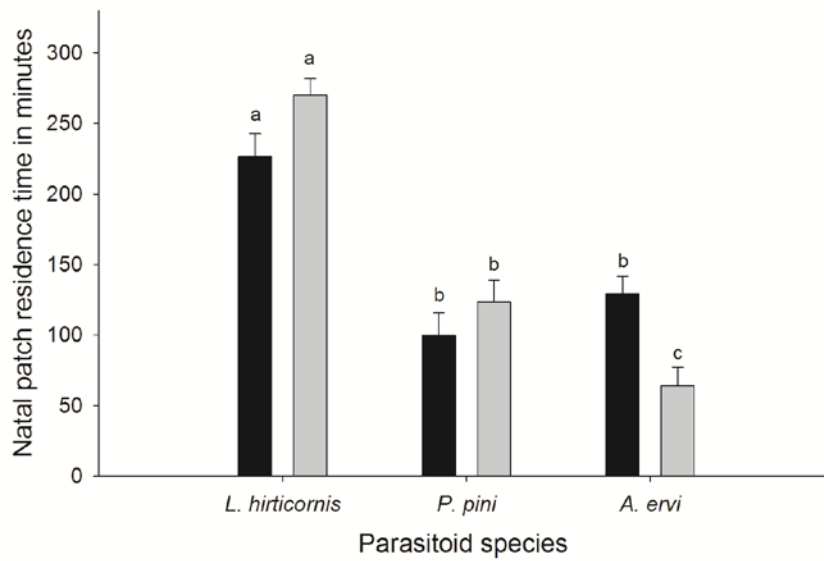 Natal patch residence time in minutes
300
250
200
150
100
50
0
a
a
b
b
b
c
L. hirticornis
P. pini
A. ervi
Parasitoid species